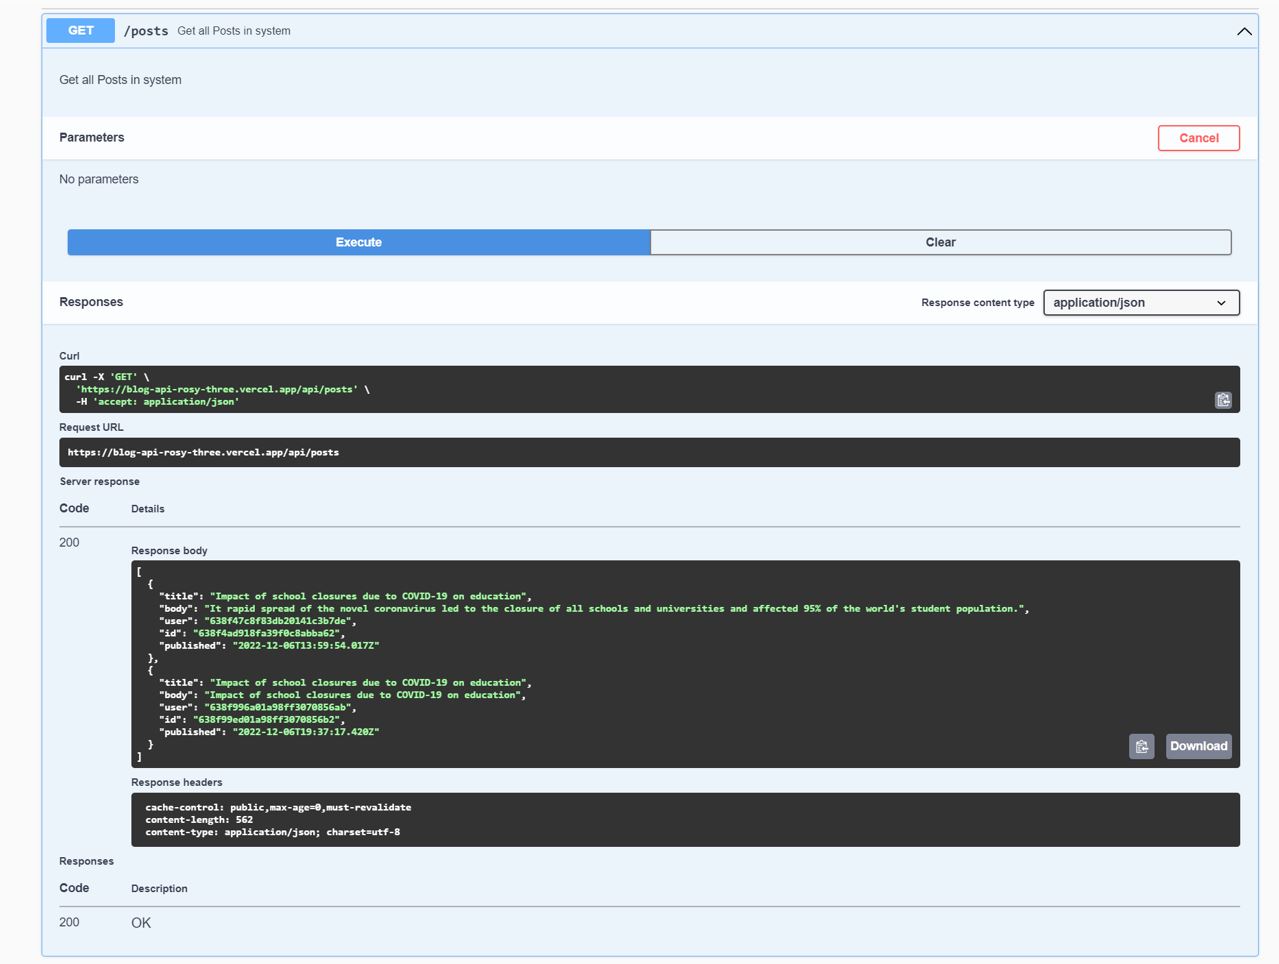 GET /posts Get all Posts in system
Get all Posts in system
Parameters
Cancel
No parameters
Execute
Clear
Responses
Response content type
application/json
Curl
curl -X 'GET' \
'https://blog-api-rosy-three.vercel.app/api/posts' \
-H 'accept: application/json'
Request URL
https://blog-api-rosy-three.vercel.app/api/posts
Server response
Code Details
200
Response body
[
{
"title": "Impact of school closures due to COVID-19 on education",
"body": "It rapid spread of the novel coronavirus led to the closure of all schools and universities and affected 95% of the world's student population.",
"user": "638f47c8f83db20141c3b7de",
"id": "638f4ad918fa39f0c8abba62",
"published": "2022-12-06T13:59:54.017Z"
},
{
"title": "Impact of school closures due to COVID-19 on education",
"body": "Impact of school closures due to COVID-19 on education",
"user": "638f996a01a98ff3070856ab",
"id": "638f99ed01a98ff3070856b2",
"published": "2022-12-06T19:37:17.420Z"
}
]
Download
Response headers
cache-control: public,max-age=0,must-revalidate
content-length: 562
content-type: application/json; charset=utf-8
Responses
Code Description
200 OK